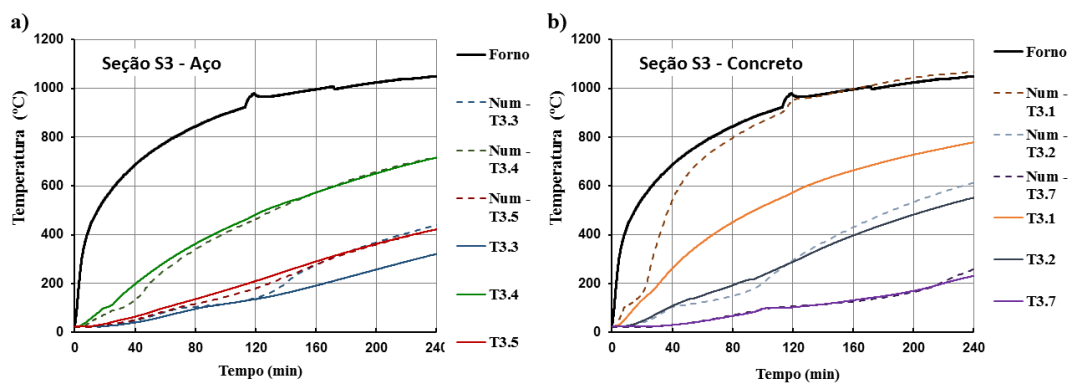 a)
Seção S3 - Aço
Temperatura (ºC)
1200
1000
800
600
400
200
0
0 40 80 120 160 200 240
Tempo (min)
Forno
Num -
T3.3
Num -
T3.4
Num -
T3.5
T3.3
T3.4
T3.5
b)
Seção S3 - Concreto
Temperatura (ºC)
1200
1000
800
600
400
200
0
0 40 80 120 160 200 240
Tempo (min)
Forno
Num -
T3.1
Num -
T3.2
Num -
T3.7
T3.1
T3.2
T3.7